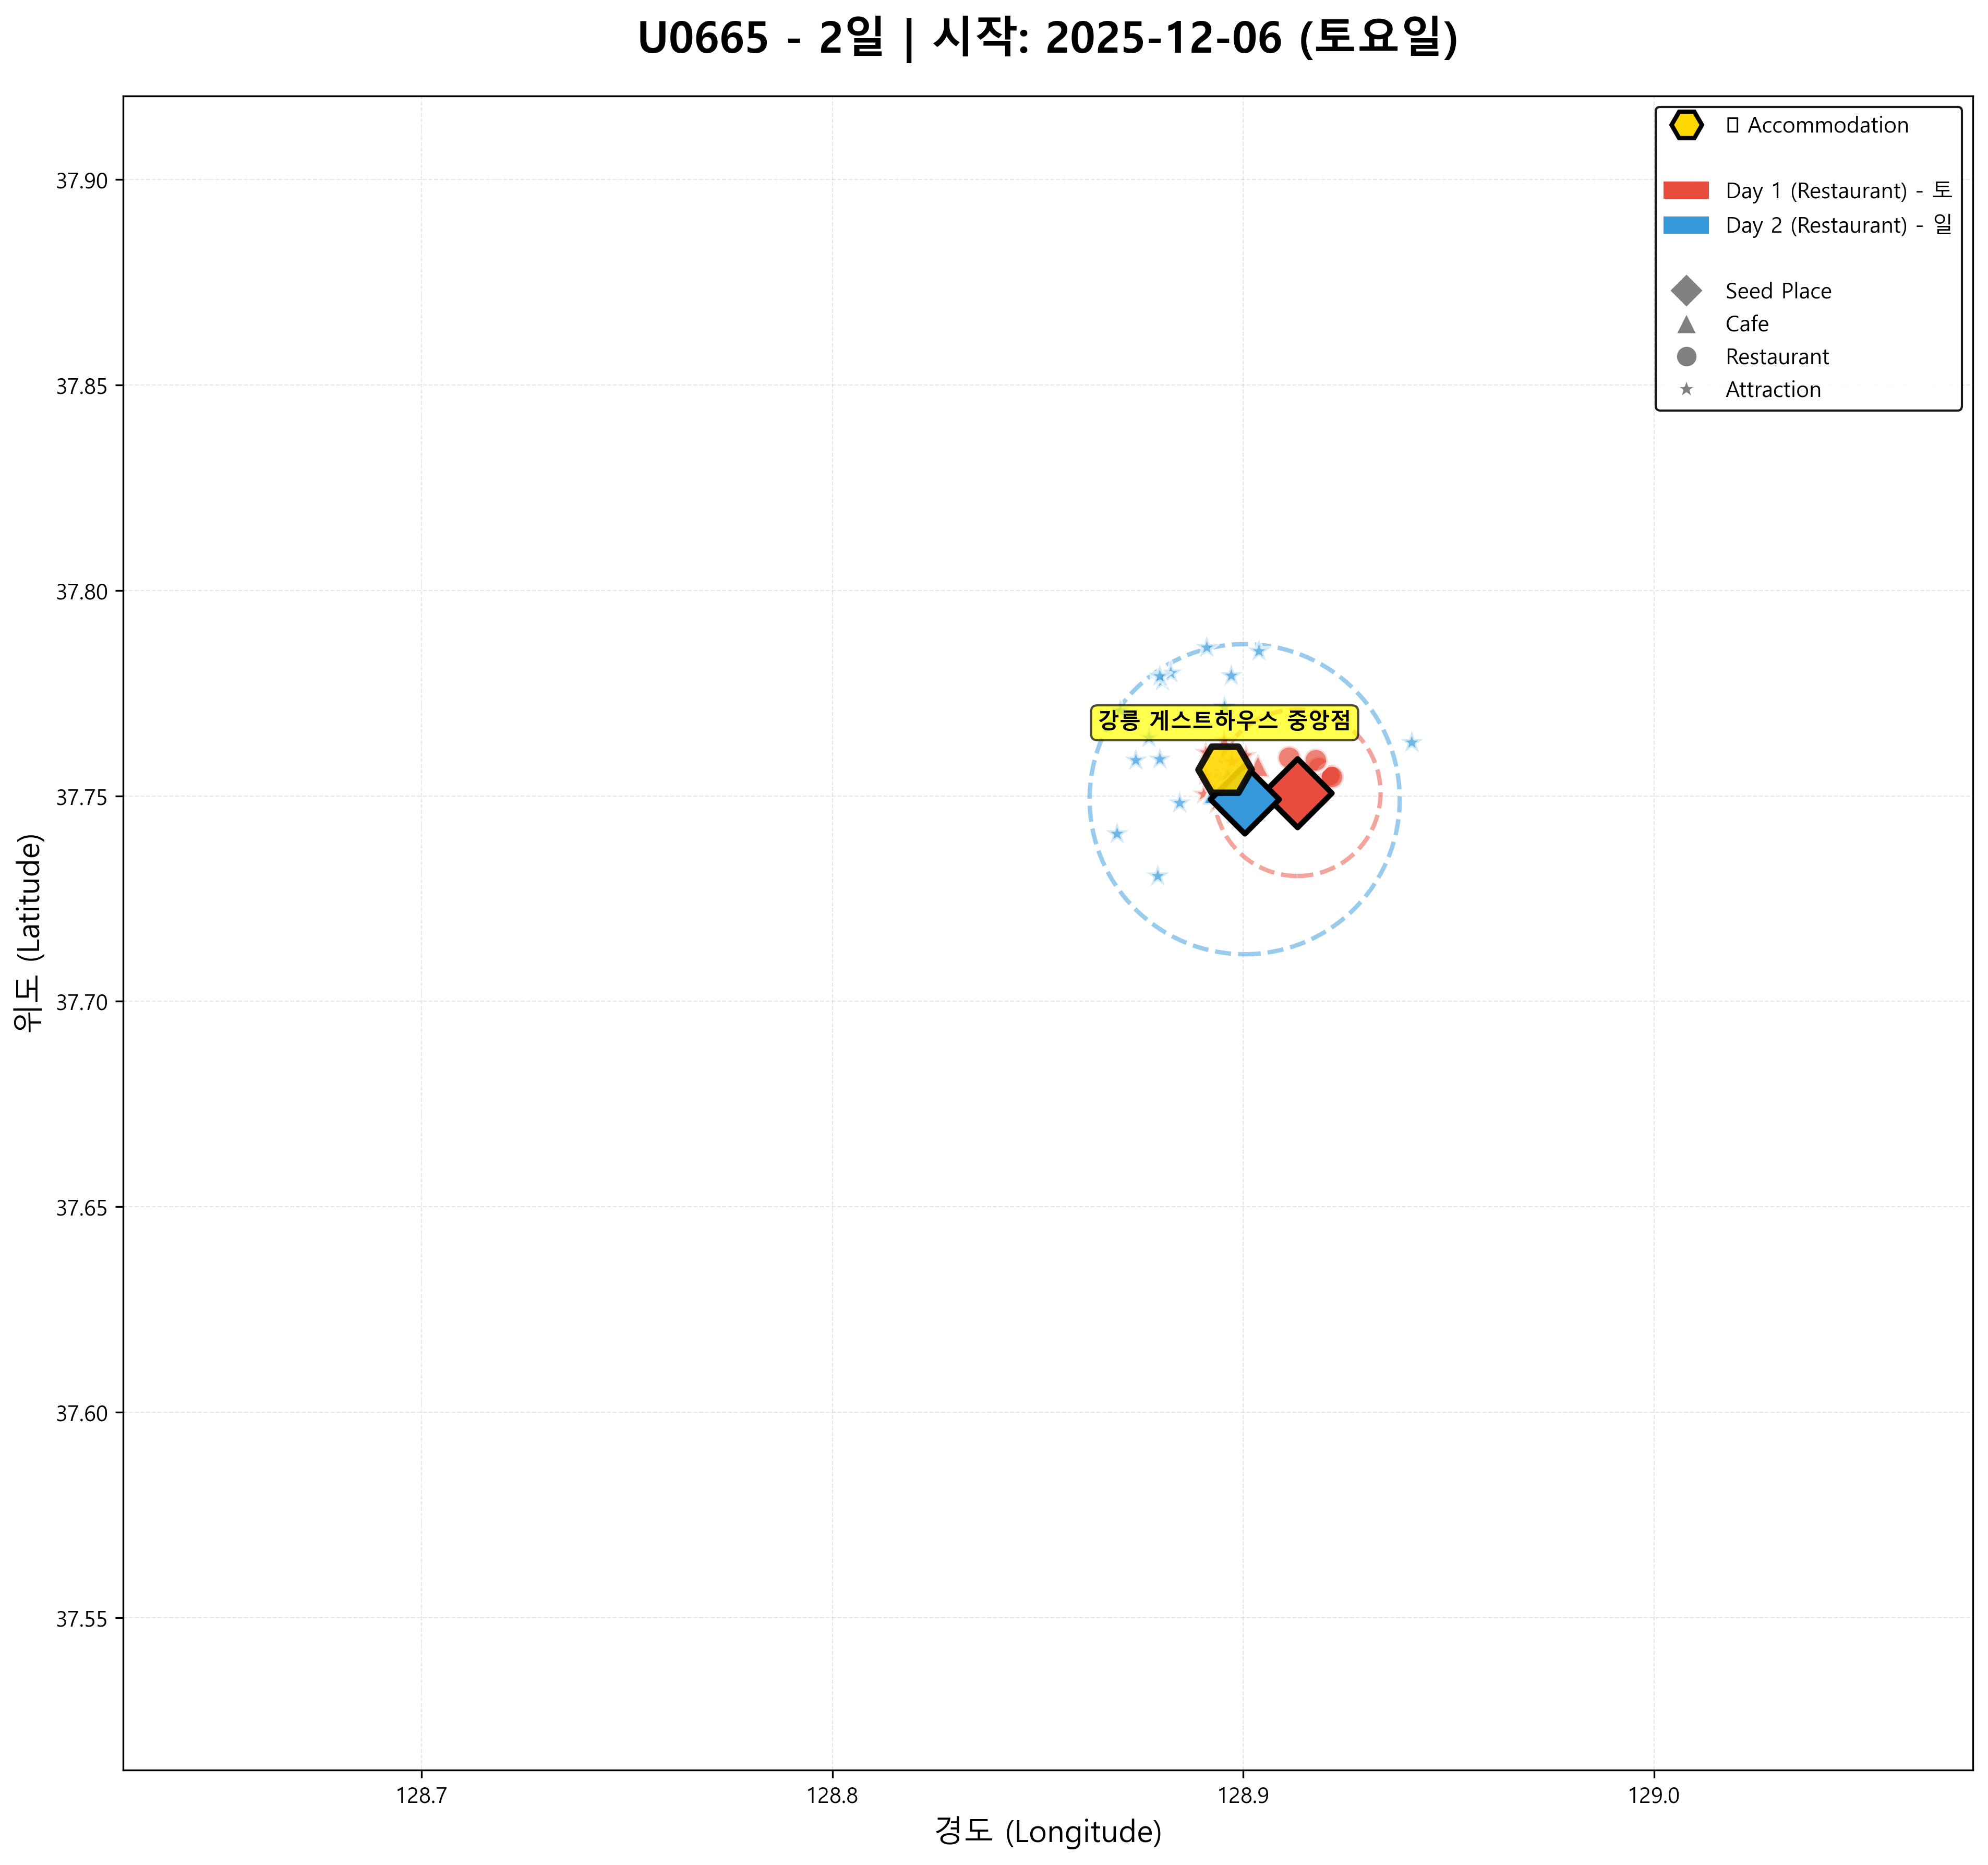 U0665 - 2일 | 시작: 2025-12-06 (토요일)
Accommodation
Day 1 (Restaurant) - 토
Day 2 (Restaurant) - 일
Seed Place
Cafe
Restaurant
Attraction
37.90
37.85
37.80
37.75
37.70
37.65
37.60
37.55
위도 (Latitude)
강릉 게스트하우스 중앙점
128.7
128.8
128.9
129.0
경도 (Longitude)